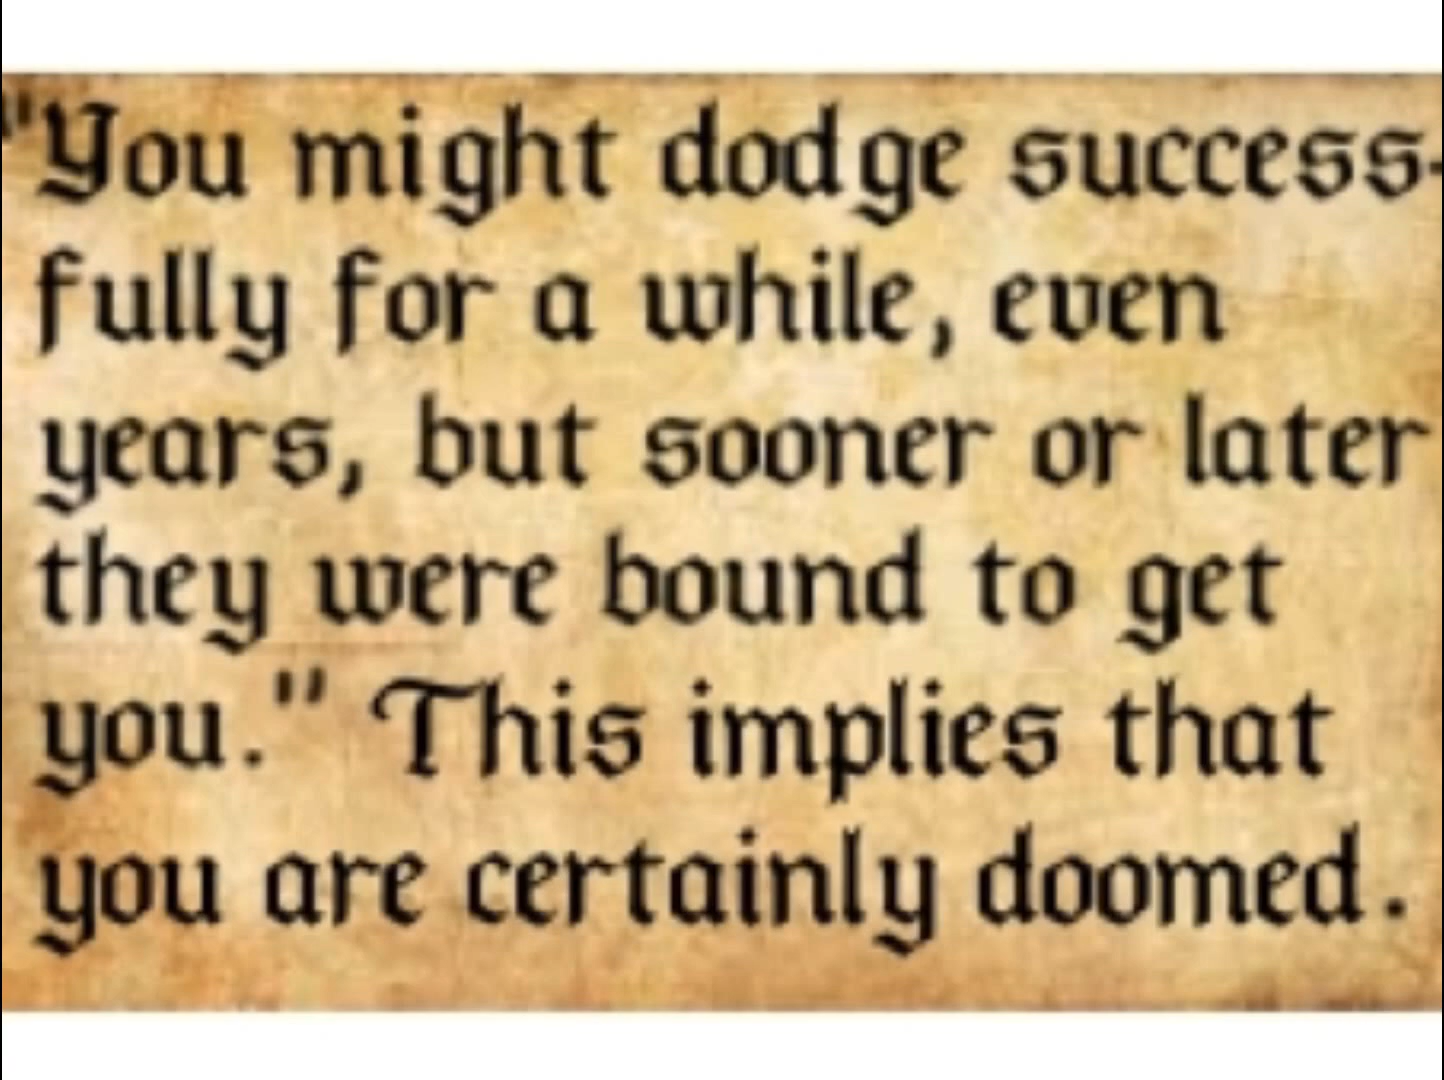 "You might dodge success-
fully for a while, even
years, but sooner or later
they were bound to get
you." This implies that
you are certainly doomed.